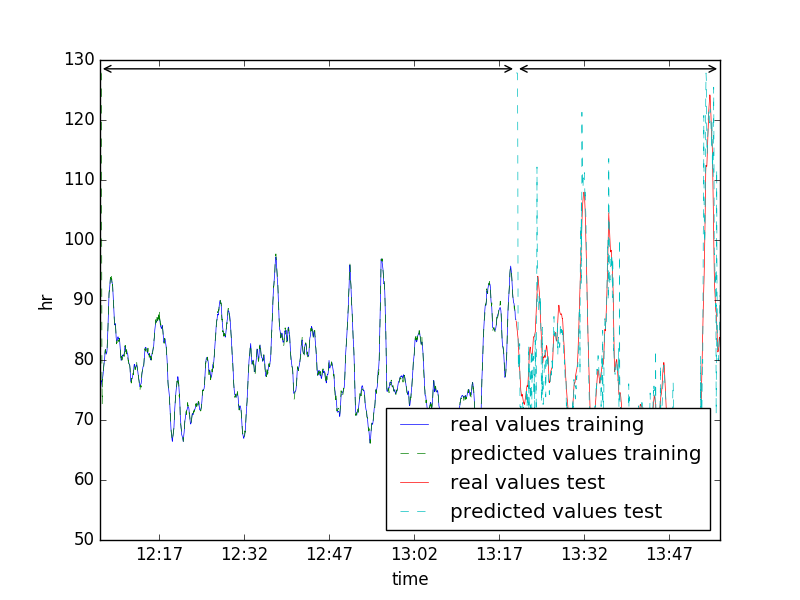 130
120
110
100
90
80
70
60
50
hr
real values training
predicted values training
real values test
predicted values test
12:17 12:32 12:47 13:02 13:17 13:32 13:47
time